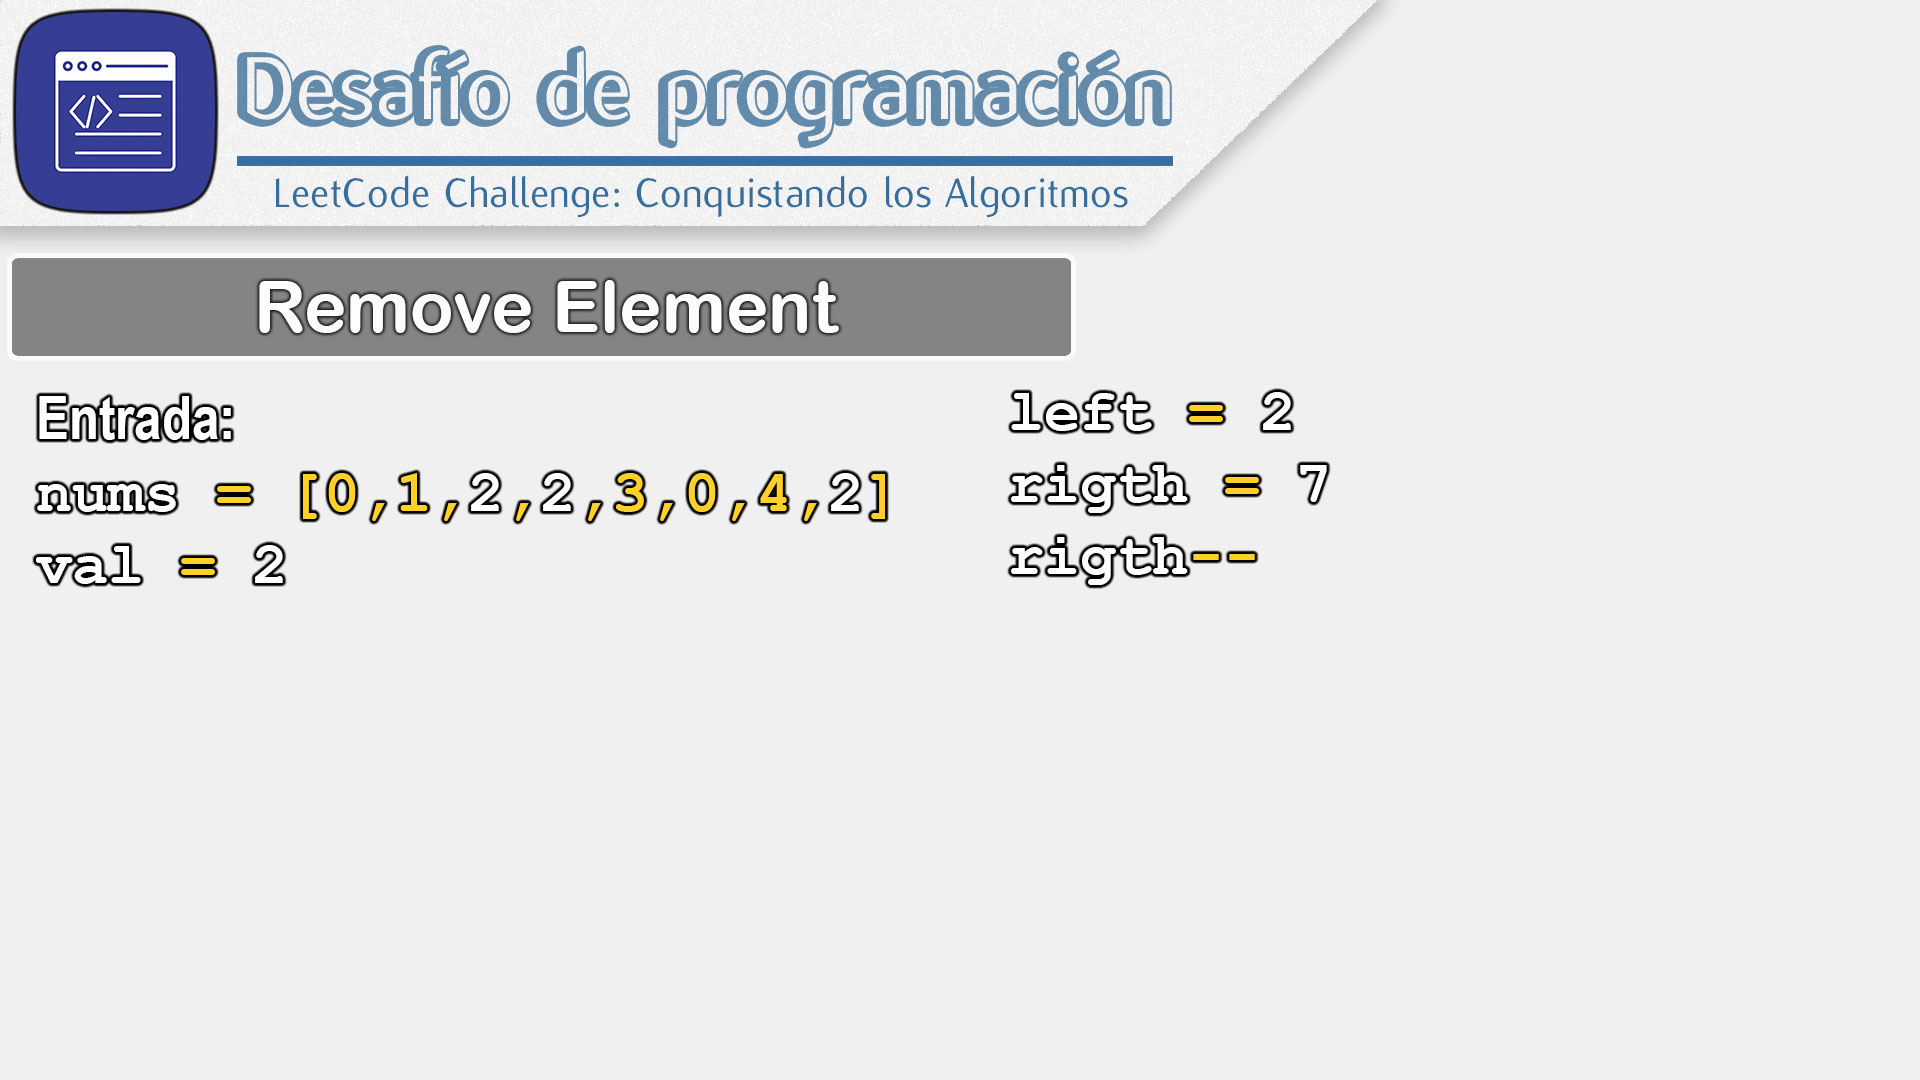 Desafío de programación
LeetCode Challenge: Conquistando los Algoritmos
Remove Element
Entrada:
nums = [0,1,2,2,3,0,4,2]
val = 2
left = 2
rigth = 7
rigth--